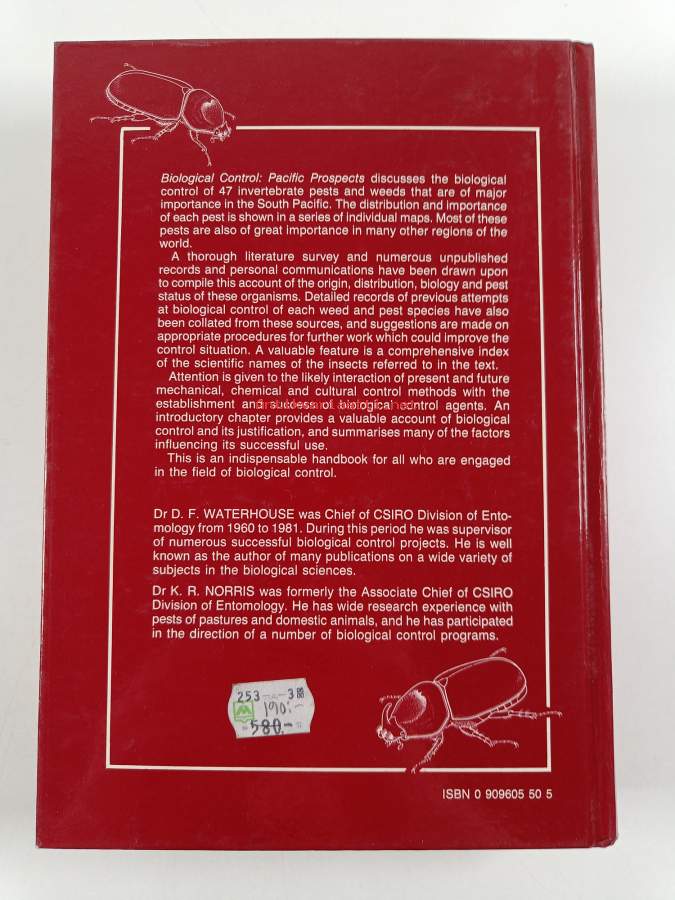 Biological Control: Pacific Prospects discusses the biological
control of 47 invertebrate pests and weeds that are of major
importance in the South Pacific. The distribution and importance
of each pest is shown in a series of individual maps. Most of these
pests are also of great importance in many other regions of the
world.
A thorough literature survey and numerous unpublished
records and personal communications have been drawn upon
to compile this account of the origin, distribution, biology and pest
status of these organisms. Detailed records of previous attempts
at biological control of each weed and pest species have also
been collated from these sources, and suggestions are made on
appropriate procedures for further work which could improve the
control situation. A valuable feature is a comprehensive index
of the scientific names of the insects referred to in the text.
Attention is given to the likely interaction of present and future
mechanical, chemical and cultural control methods with the
establishment and success of biological control agents. An
introductory chapter provides a valuable account of biological
control and its justification, and summarises many of the factors
influencing its successful use.
This is an indispensable handbook for all who are engaged
in the field of biological control.
Dr D. F. WATERHOUSE was Chief of CSIRO Division of Ento-
mology from 1960 to 1981. During this period he was supervisor
of numerous successful biological control projects. He is well
known as the author of many publications on a wide variety of
subjects in the biological sciences.
Dr K. R. NORRIS was formerly the Associate Chief of CSIRO
Division of Entomology. He has wide research experience with
pests of pastures and domestic animals, and he has participated
in the direction of a number of biological control programs.
253-
190:-
580.-
ISBN 0 909605 50 5